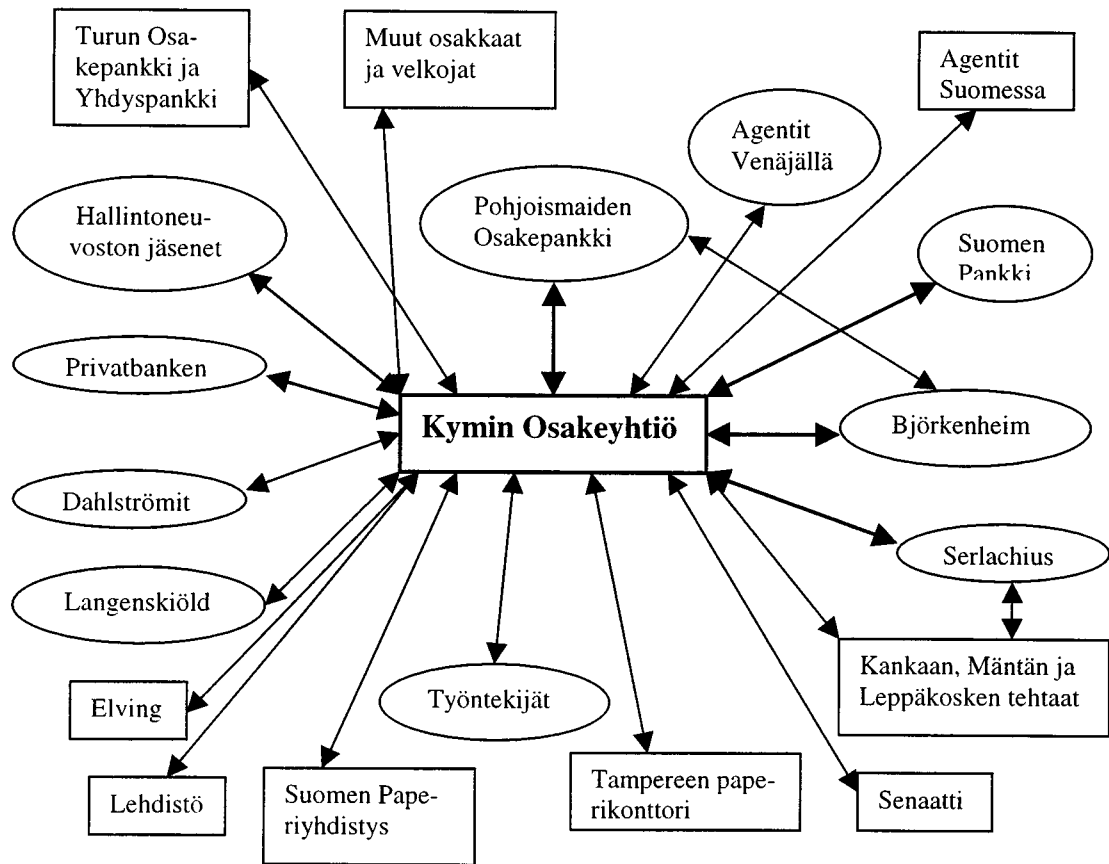 Turun Osa-
kepankki ja
Yhdyspankki
Muut osakkaat
ja velkojat
Agentit
Suomessa
Agentit
Venäjällä
Hallintoneu-
voston jäsenet
Pohjoismaiden
Osakepankki
Suomen
Pankki
Privatbanken
Kymin Osakeyhtiö
Björkenheim
Dahlströmit
Serlachius
Langenskiöld
Kankaan, Mäntän ja
Leppäkosken tehtaat
Elving
Työntekijät
Lehdistö
Suomen Pape-
riyhdistys
Tampereen pape-
rikonttori
Senaatti